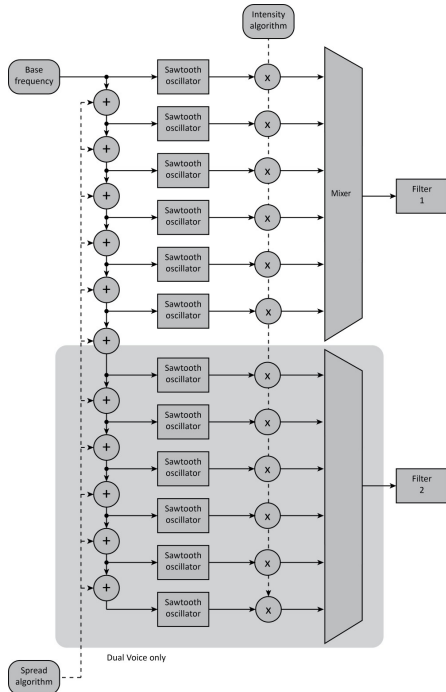 Intensity
algorithm
Base
frequency
Sawtooth
oscillator
x
+
Sawtooth
oscillator
x
+
Sawtooth
oscillator
x
Mixer
Filter
1
+
Sawtooth
oscillator
x
+
Sawtooth
oscillator
x
+
Sawtooth
oscillator
x
+
Sawtooth
oscillator
x
+
Sawtooth
oscillator
x
+
Sawtooth
oscillator
x
Filter
2
+
Sawtooth
oscillator
x
+
Sawtooth
oscillator
x
+
Sawtooth
oscillator
x
Dual Voice only
Spread
algorithm